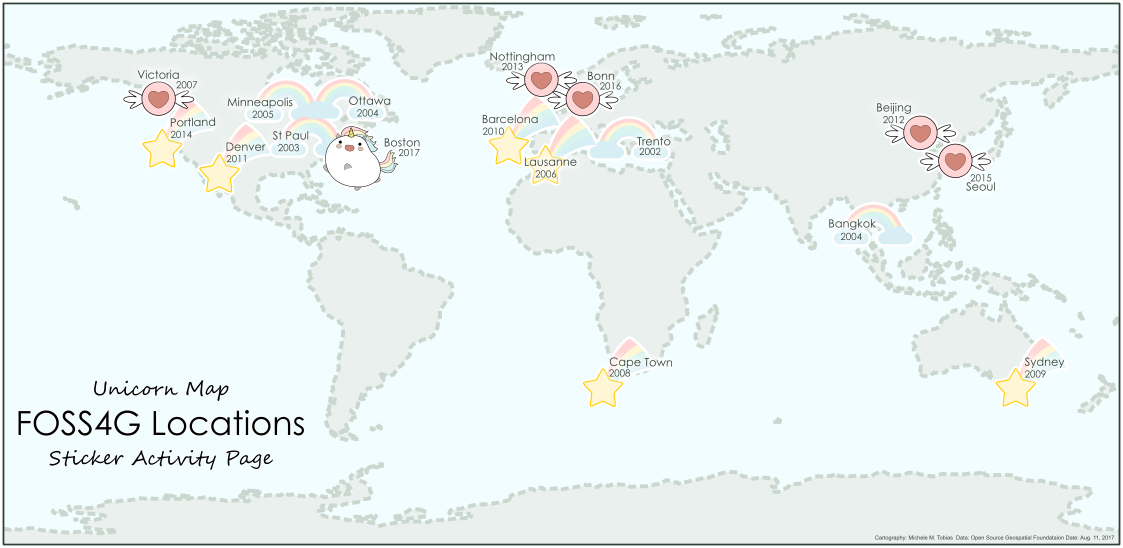 Nottingham
2013
Victoria
2007
Bonn
2016
Minneapolis
2005
Ottawa
2004
Portland
2014
Barcelona
2010
Beijing
2012
St Paul
2003
Denver
2011
Boston
2017
Trento
2002
Lausanne
2006
2015
Seoul
Bangkok
2004
Cape Town
2008
Sydney
2009
Unicorn Map
FOSS4G Locations
Sticker Activity Page
Cartography: Michele M. Tobias Data: Open Source Geospatial Foundataion Date: Aug. 11, 2017